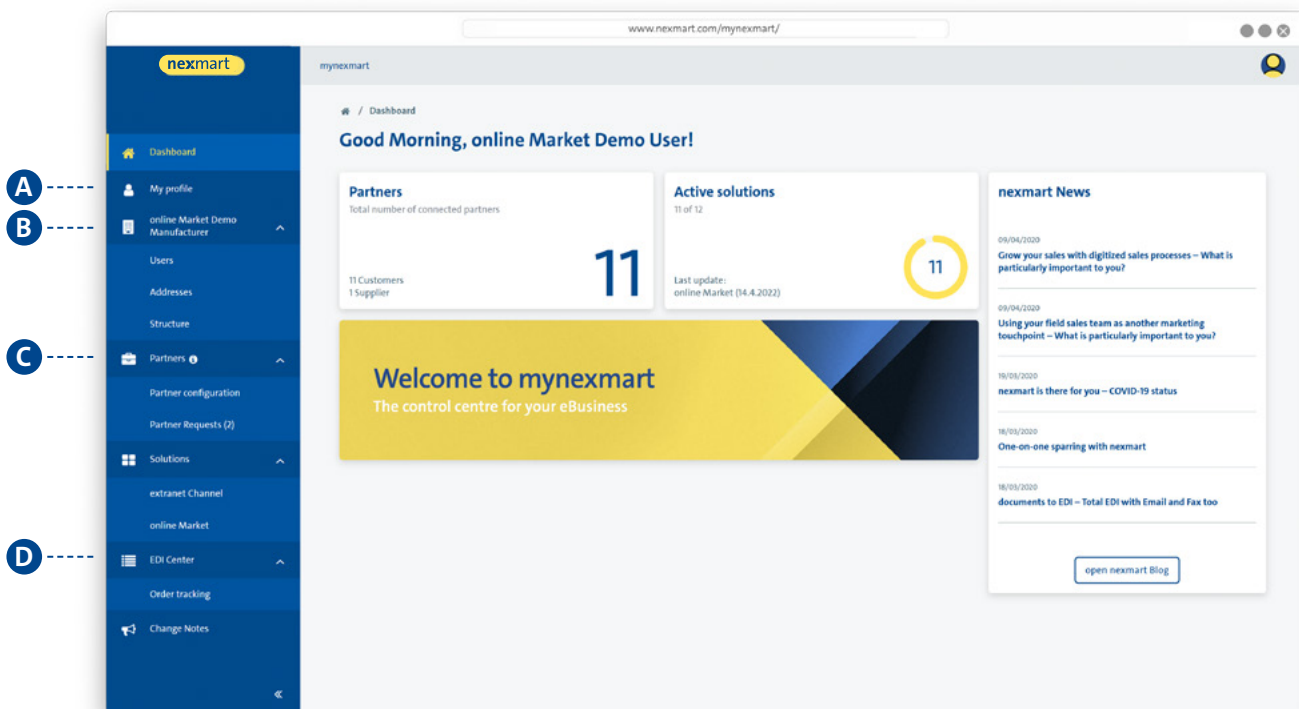 www.nexmart.com/mynexmart/
nexmart
mynexmart
/ Dashboard
Good Morning, online Market Demo User!
Dashboard
A
My profile
B
online Market Demo
Manufacturer
Users
Addresses
Structure
C
Partners
Partner configuration
Partner Requests (2)
Solutions
extranet Channel
online Market
D
EDI Center
Order tracking
Change Notes
Partners
Total number of connected partners
11
11 Customers
1 Supplier
Active solutions
11 of 12
11
Last update:
online Market (14.4.2022)
Welcome to mynexmart
The control centre for your eBusiness
nexmart News
09/04/2020
Grow your sales with digitized sales processes – What is
particularly important to you?
09/04/2020
Using your field sales team as another marketing
touchpoint – What is particularly important to you?
19/03/2020
nexmart is there for you – COVID-19 status
18/03/2020
One-on-one sparring with nexmart
18/03/2020
documents to EDI – Total EDI with Email and Fax too
open nexmart Blog